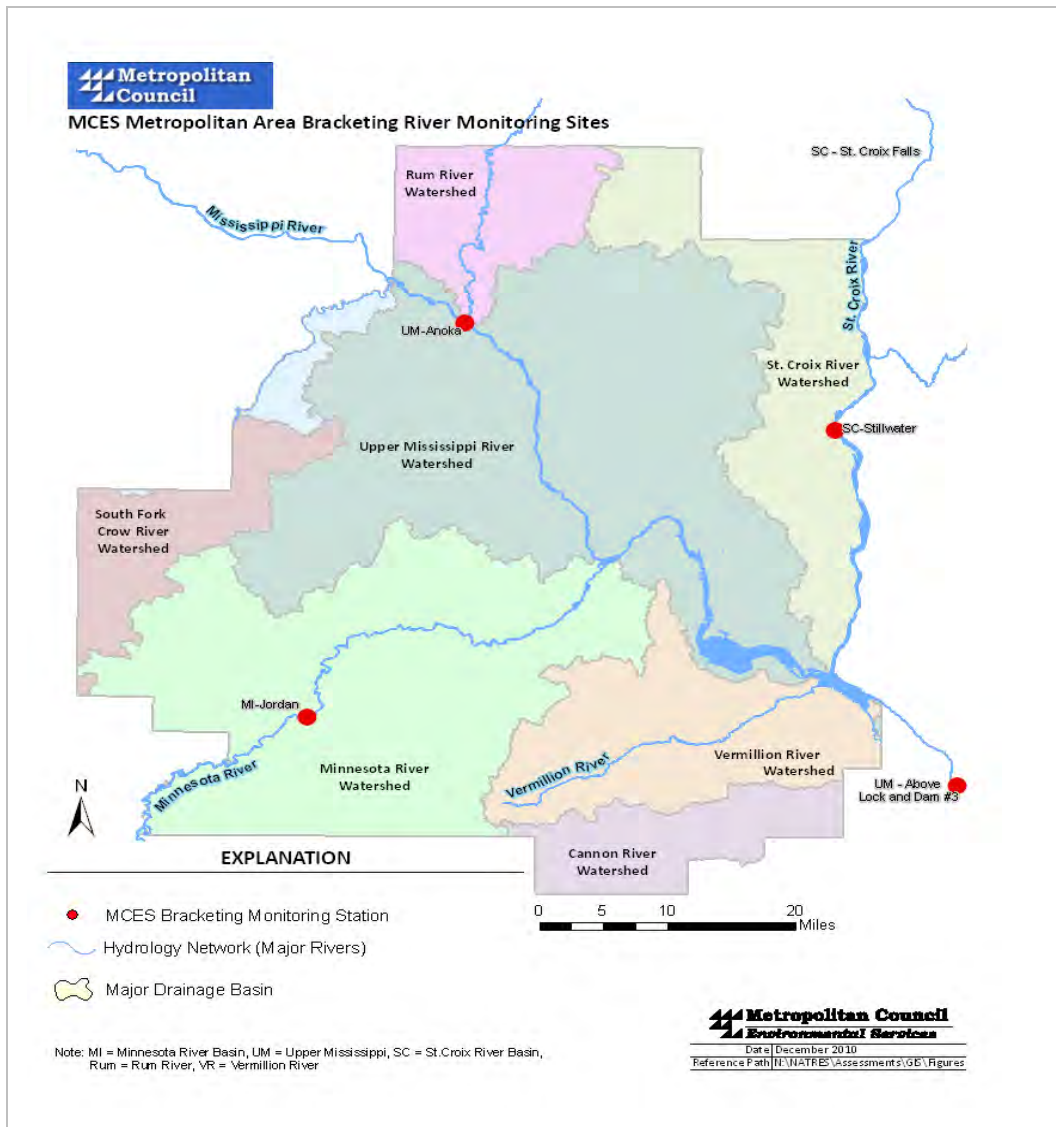 Metropolitan
Council
MCES Metropolitan Area Bracketing River Monitoring Sites
SC - St. Croix Falls
Rum River
Watershed
Mississippi River
St. Croix River
UM-Anoka
St. Croix River
Watershed
SC-Stillwater
Upper Mississippi River
Watershed
South Fork
Crow River
Watershed
MI-Jordan
Minnesota River
Minnesota River
Watershed
Vermillion River
Vermillion River
Watershed
UM - Above
Lock and Dam #3
N
Cannon River
Watershed
EXPLANATION
MCES Bracketing Monitoring Station
Hydrology Network (Major Rivers)
Major Drainage Basin
0 5 10 20
Miles
Metropolitan Council
Environmental Services
Date December 2010
Reference Path N:\NATRES\Assessments\GIS\Figures
Note: MI = Minnesota River Basin, UM = Upper Mississippi, SC = St.Croix River Basin,
Rum = Rum River, VR = Vermillion River